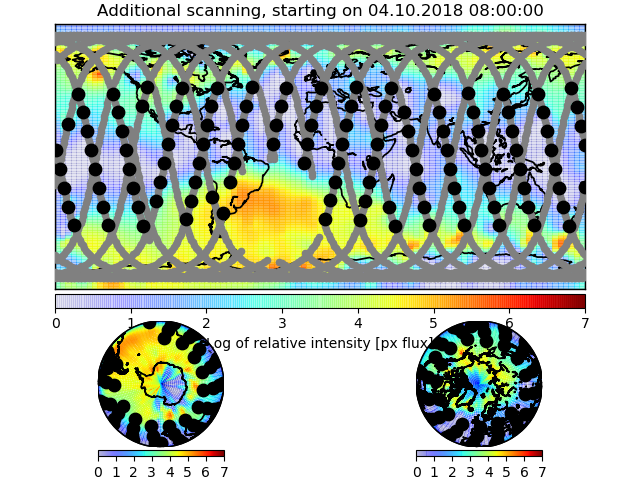 Additional scanning, starting on 04.10.2018 08:00:00
0 1 2 3 4 5 6 7
Log of relative intensity [px flux]
0 1 2 3 4 5 6 7
0 1 2 3 4 5 6 7